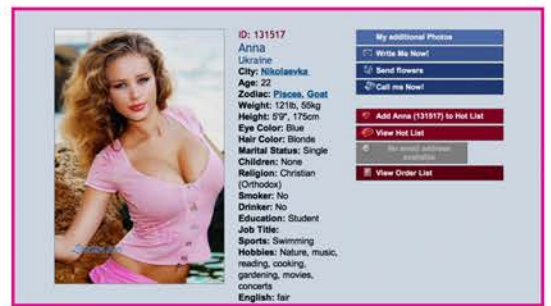 ID: 131517
Anna
Ukraine
City: Nikolaevka
Age: 22
Zodiac: Pisces, Goat
Weight: 121lb, 55kg
Height: 5'9", 175cm
Eye Color: Blue
Hair Color: Blonde
Marital Status: Single
Children: None
Religion: Christian
(Orthodox)
Smoker: No
Drinker: No
Education: Student
Job Title:
Sports: Swimming
Hobbies: Nature, music,
reading, cooking,
gardening, movies,
concerts
English: fair
My additional Photos
Write Me Now!
Send flowers
Call me Now!
Add Anna (131517) to Hot List
View Hot List
No email address
available
View Order List